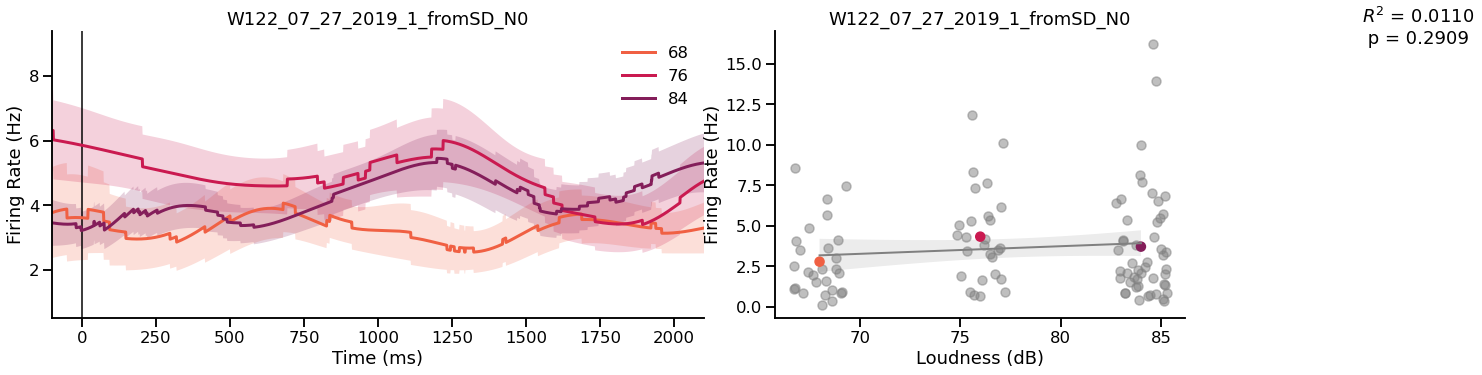 W122_07_27_2019_1_fromSD_N0
68
76
84
8
6
4
2
Firing Rate (Hz)
0 250 500 750 1000 1250 1500 1750 2000
Time (ms)
W122_07_27_2019_1_fromSD_N0
R² = 0.0110
p = 0.2909
15.0
12.5
10.0
7.5
5.0
2.5
0.0
Firing Rate (Hz)
70 75 80 85
Loudness (dB)